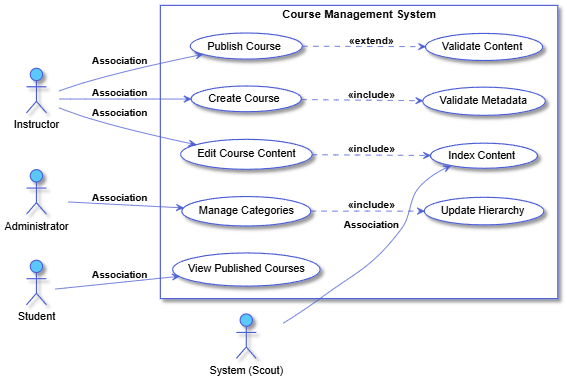 Course Management System
Publish Course
«extend»
Validate Content
Association
Instructor
Association
Create Course
«include»
Validate Metadata
Association
Edit Course Content
«include»
Index Content
Administrator
Association
Manage Categories
«include»
Update Hierarchy
Association
Student
Association
View Published Courses
System (Scout)